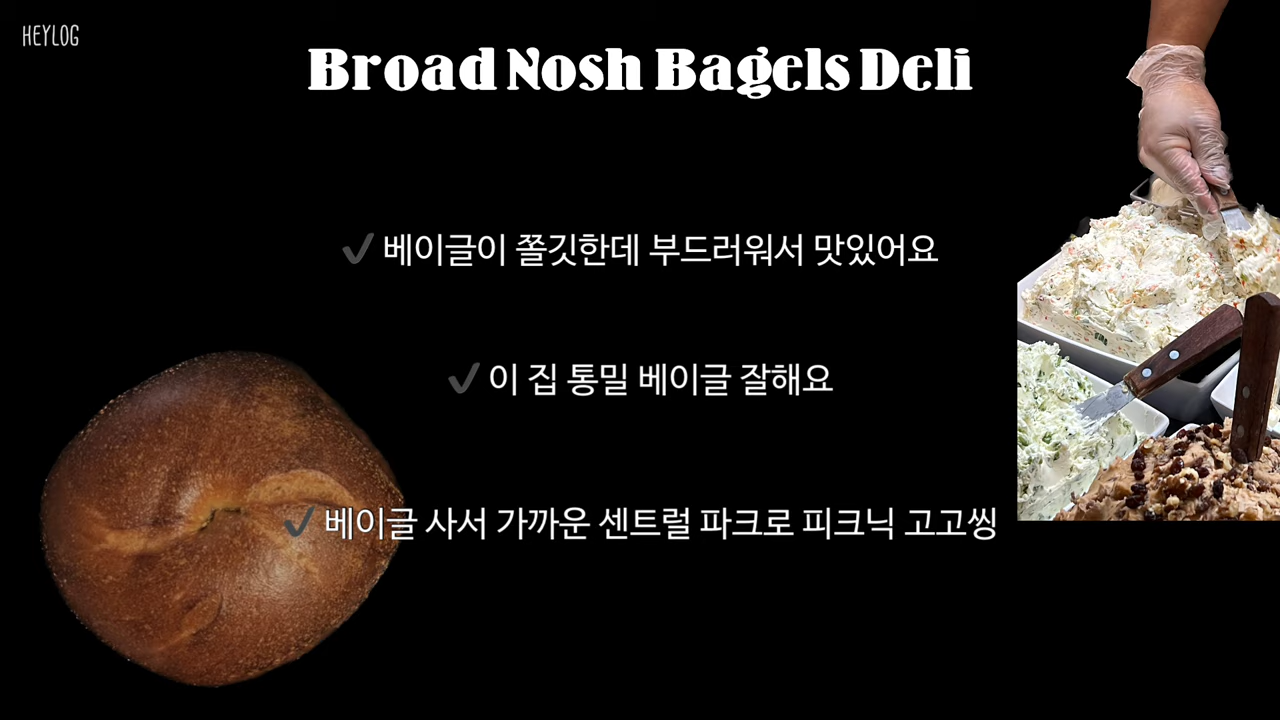 HEYLOG
Broad Nosh Bagels Deli
✔ 베이글이 쫄깃한데 부드러워서 맛있어요
✔ 이 집 통밀 베이글 잘해요
✔ 베이글 사서 가까운 센트럴 파크로 피크닉 고고씽